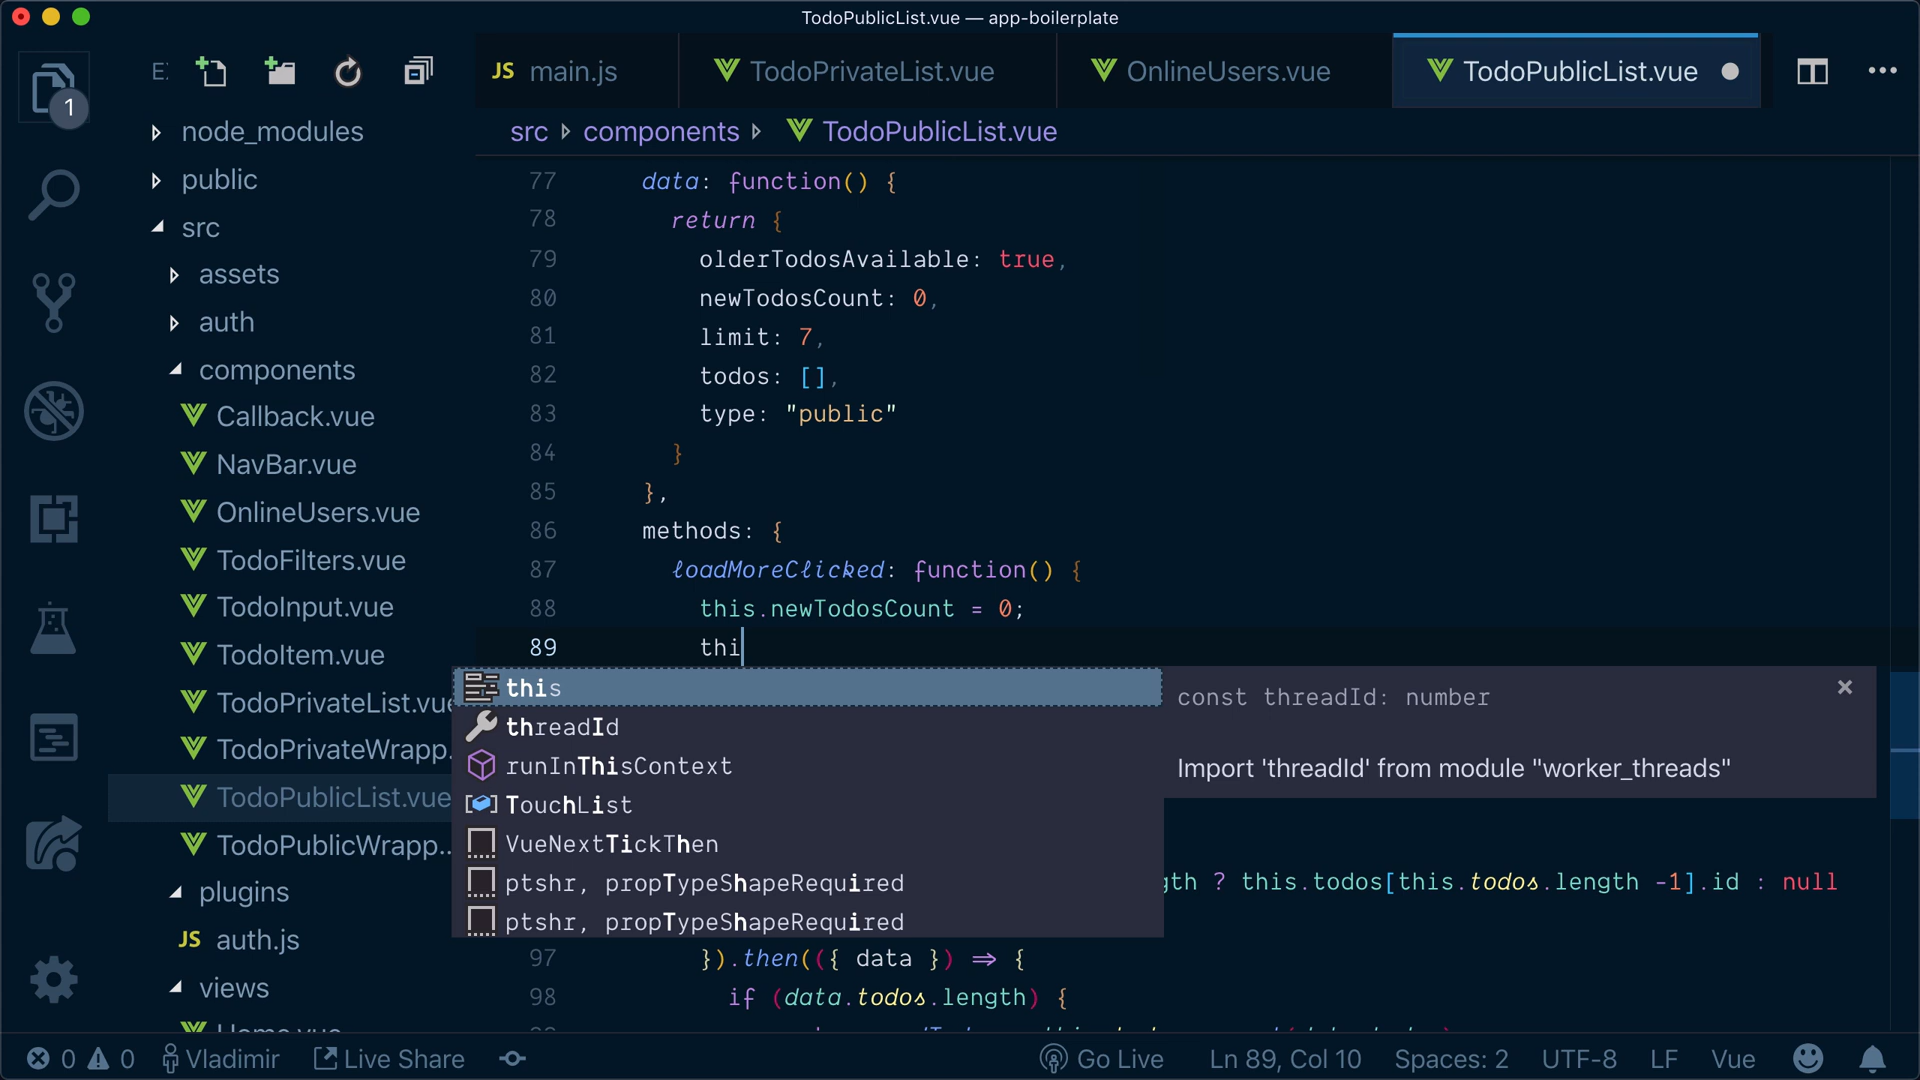 TodoPublicList.vue — app-boilerplate
1
E:
JS main.js
TodoPrivateList.vue
OnlineUsers.vue
TodoPublicList.vue
src
components
TodoPublicList.vue
node_modules
public
src
assets
auth
components
Callback.vue
NavBar.vue
OnlineUsers.vue
TodoFilters.vue
TodoInput.vue
TodoItem.vue
TodoPrivateList.vue
TodoPrivateWrapp.
TodoPublicList.vue
TodoPublicWrapp...
plugins
JS auth.js
views
Home.vue
77 data: function() {
78 return {
79 olderTodosAvailable: true,
80 newTodosCount: 0,
81 limit: 7,
82 todos: [],
83 type: "public"
84 }
85 },
86 methods: {
87 loadMoreClicked: function() {
88 this.newTodosCount = 0;
89 thi
this
threadId
runInThisContext
TouchList
VueNextTickThen
ptshr, propTypeShapeRequired
ptshr, propTypeShapeRequired
const threadId: number
Import 'threadId' from module "worker_threads"
gth ? this.todos[this.todos.length -1].id : null
97 }).then(({ data }) => {
98 if (data.todos.length) {
0 0 Vladimir Live Share Go Live Ln 89, Col 10 Spaces: 2 UTF-8 LF Vue